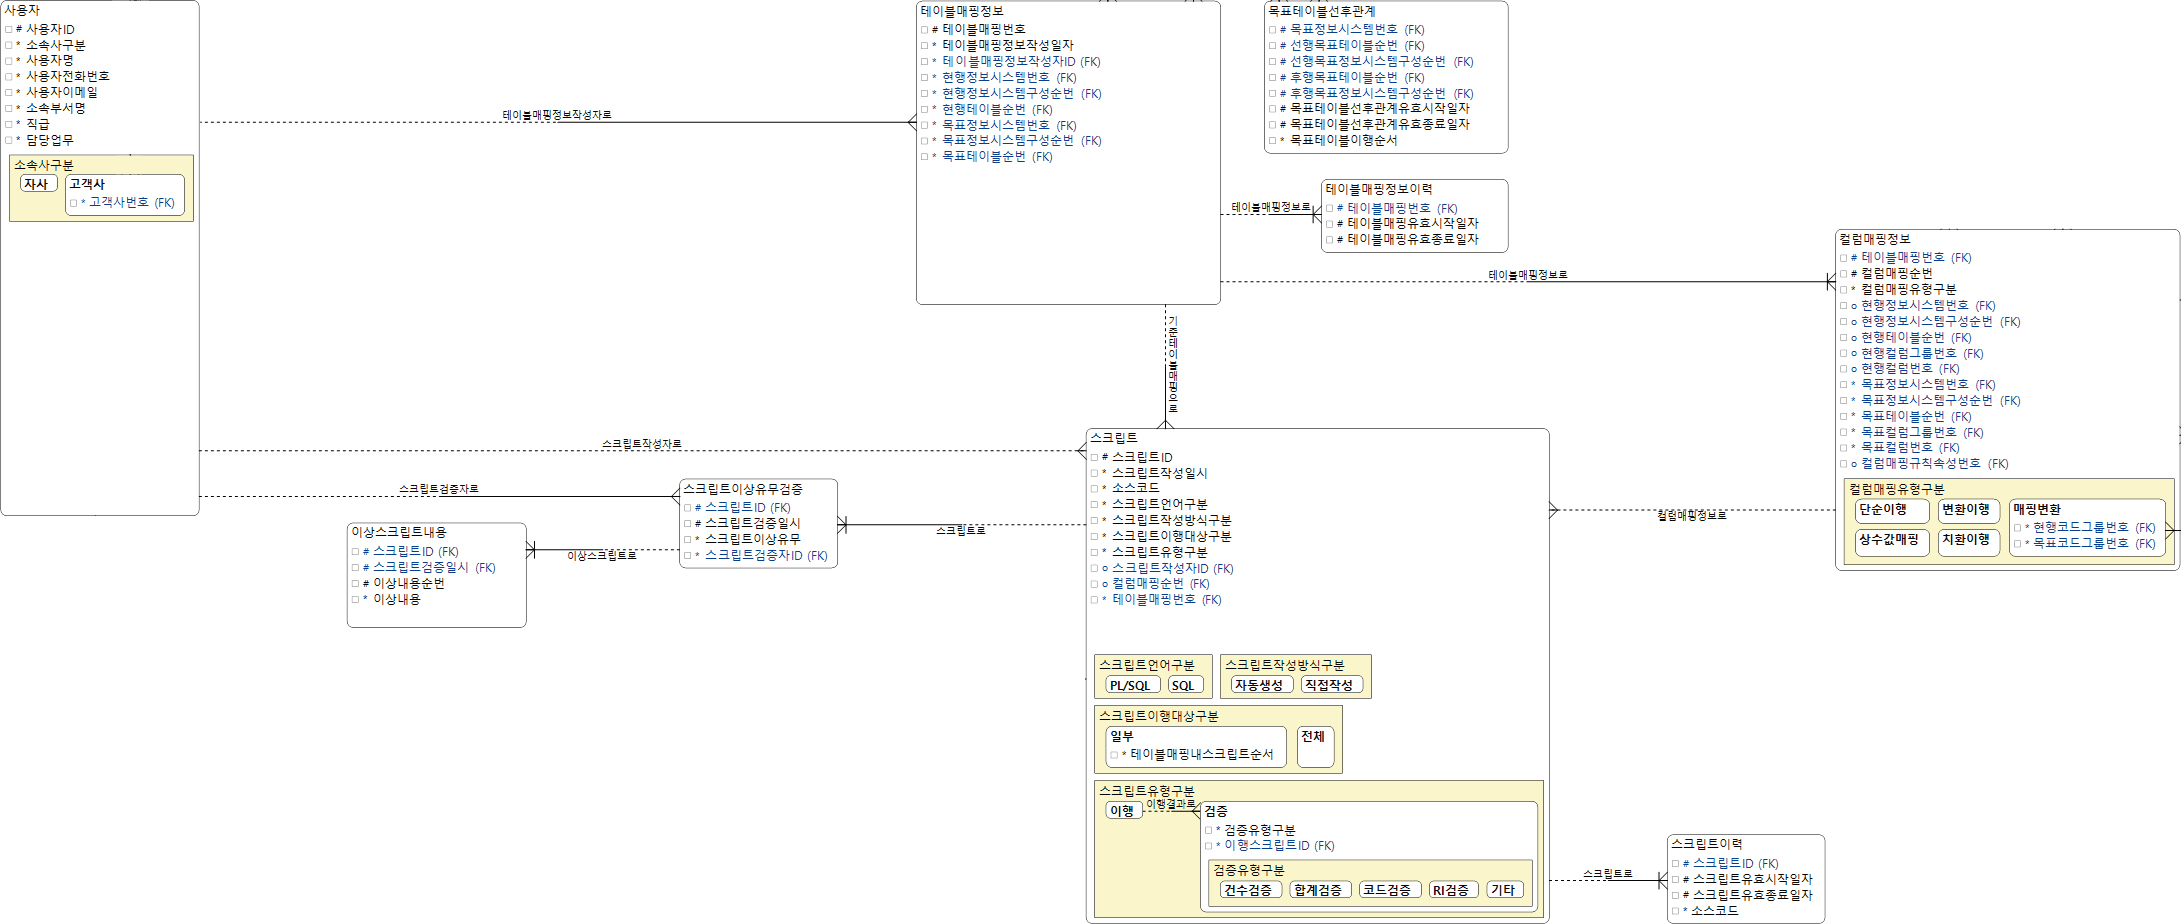 사용자
# 사용자ID
* 소속사구분
* 사용자명
* 사용자전화번호
* 사용자이메일
* 소속부서명
* 직급
* 담당업무
소속사구분
자사
고객사
* 고객사번호 (FK)
테이블매핑정보작성자로
테이블매핑정보
# 테이블매핑번호
* 테이블매핑정보작성일자
* 테이블매핑정보작성자ID (FK)
* 현행정보시스템번호 (FK)
* 현행정보시스템구성순번 (FK)
* 현행테이블순번 (FK)
* 목표정보시스템번호 (FK)
* 목표정보시스템구성순번 (FK)
* 목표테이블순번 (FK)
목표테이블선후관계
# 목표정보시스템번호 (FK)
# 선행목표테이블순번 (FK)
# 선행목표정보시스템구성순번 (FK)
# 후행목표테이블순번 (FK)
# 후행목표정보시스템구성순번 (FK)
# 목표테이블선후관계유효시작일자
# 목표테이블선후관계유효종료일자
* 목표테이블이행순서
테이블매핑정보로
테이블매핑정보이력
# 테이블매핑번호 (FK)
# 테이블매핑유효시작일자
# 테이블매핑유효종료일자
테이블매핑정보로
컬럼매핑정보
# 테이블매핑번호 (FK)
# 컬럼매핑순번
* 컬럼매핑유형구분
o 현행정보시스템번호 (FK)
o 현행정보시스템구성순번 (FK)
o 현행테이블순번 (FK)
o 현행컬럼그룹번호 (FK)
o 현행컬럼번호 (FK)
* 목표정보시스템번호 (FK)
* 목표정보시스템구성순번 (FK)
* 목표테이블순번 (FK)
* 목표컬럼그룹번호 (FK)
* 목표컬럼번호 (FK)
o 컬럼매핑규칙속성번호 (FK)
컬럼매핑유형구분
단순이행
변환이행
매핑변환
* 현행코드그룹번호 (FK)
* 목표코드그룹번호 (FK)
상수값매핑
치환이행
기준테이블매핑으로
스크립트작성자로
스크립트검증자로
스크립트이상유무검증
# 스크립트ID (FK)
# 스크립트검증일시
* 스크립트이상유무
* 스크립트검증자ID (FK)
이상스크립트로
이상스크립트내용
# 스크립트ID (FK)
# 스크립트검증일시 (FK)
# 이상내용순번
* 이상내용
스크립트로
컬럼매핑정보로
스크립트
# 스크립트ID
* 스크립트작성일시
* 소스코드
* 스크립트언어구분
* 스크립트작성방식구분
* 스크립트이행대상구분
* 스크립트유형구분
o 스크립트작성자ID (FK)
o 컬럼매핑순번 (FK)
* 테이블매핑번호 (FK)
스크립트언어구분
PL/SQL
SQL
스크립트작성방식구분
자동생성
직접작성
스크립트이행대상구분
일부
* 테이블매핑내스크립트순서
전체
스크립트유형구분
이행
이행결과로
검증
* 검증유형구분
* 이행스크립트ID (FK)
검증유형구분
건수검증
합계검증
코드검증
RI검증
기타
스크립트로
스크립트이력
# 스크립트ID (FK)
# 스크립트유효시작일자
# 스크립트유효종료일자
* 소스코드